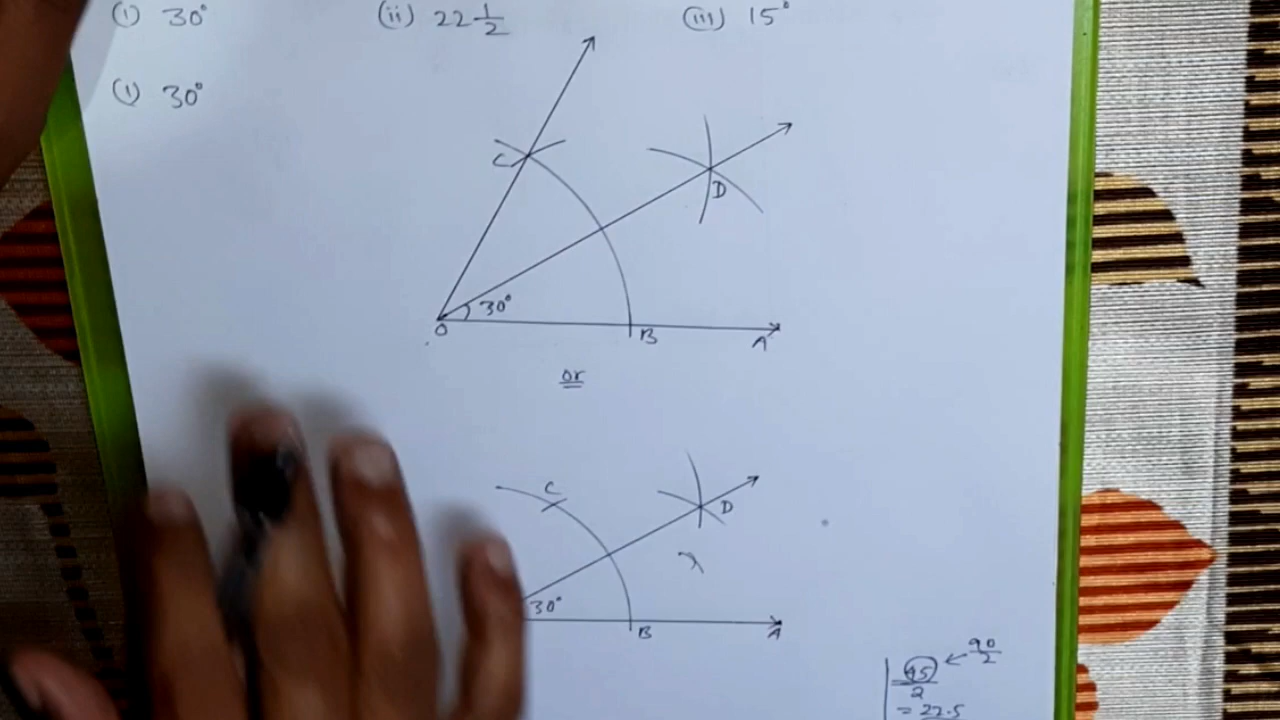 (i) 30° (ii) 22 1/2 (iii) 15°
(i) 30°
C
D
30°
O B A
or
C
D
30°
B A
45/2 ← 90/2
= 22.5